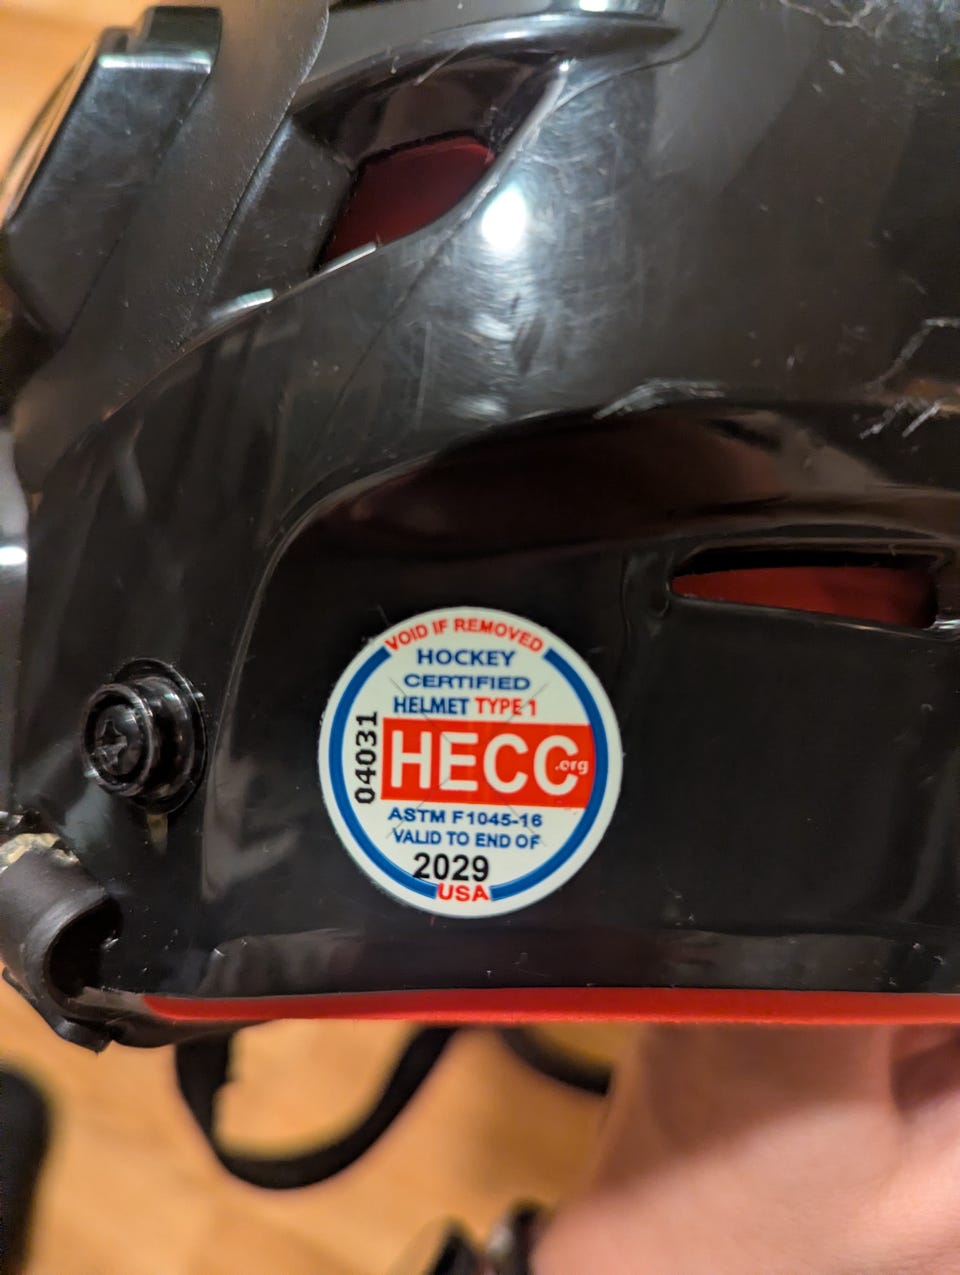 VOID IF REMOVED
HOCKEY
CERTIFIED
HELMET TYPE 1
04031
HECC.org
ASTM F1045-16
VALID TO END OF
2029
USA